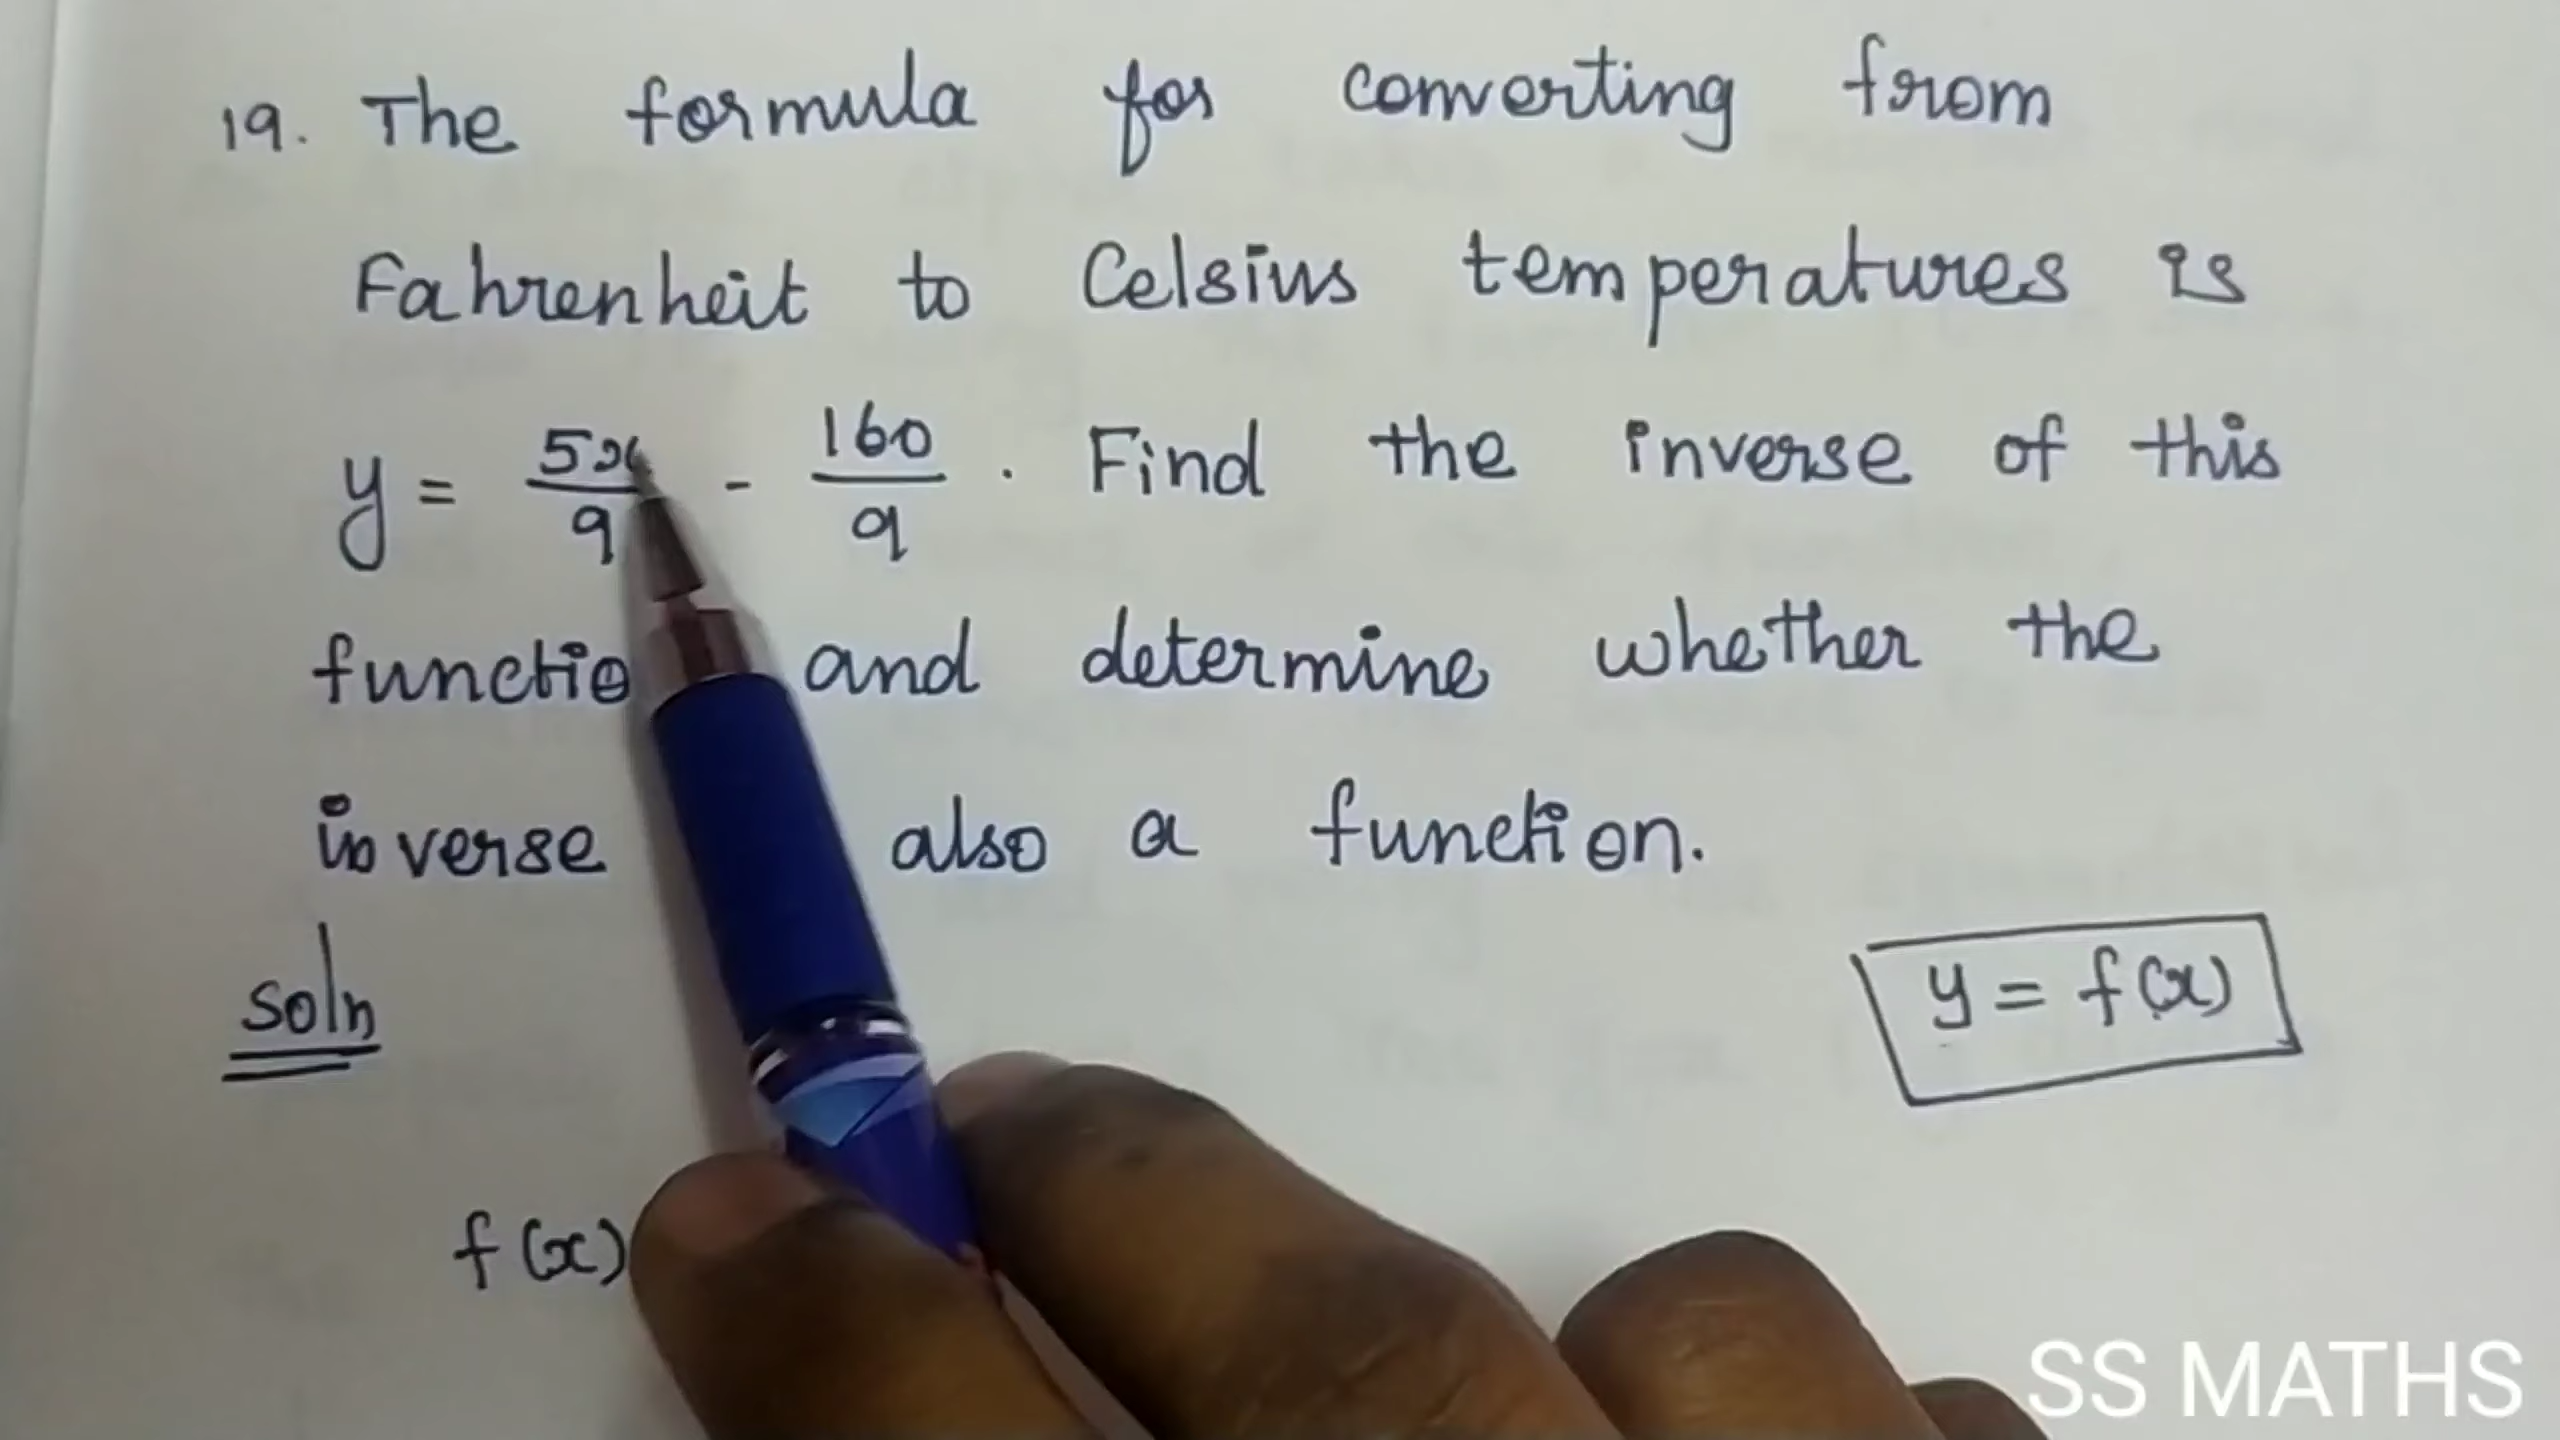 19. The formula for converting from
Fahrenheit to Celsius temperatures is
y = 5x/9 - 160/9 . Find the inverse of this
functio and determine whether the
inverse also a function.
Soln
y = f(x)
f(x)
SS MATHS